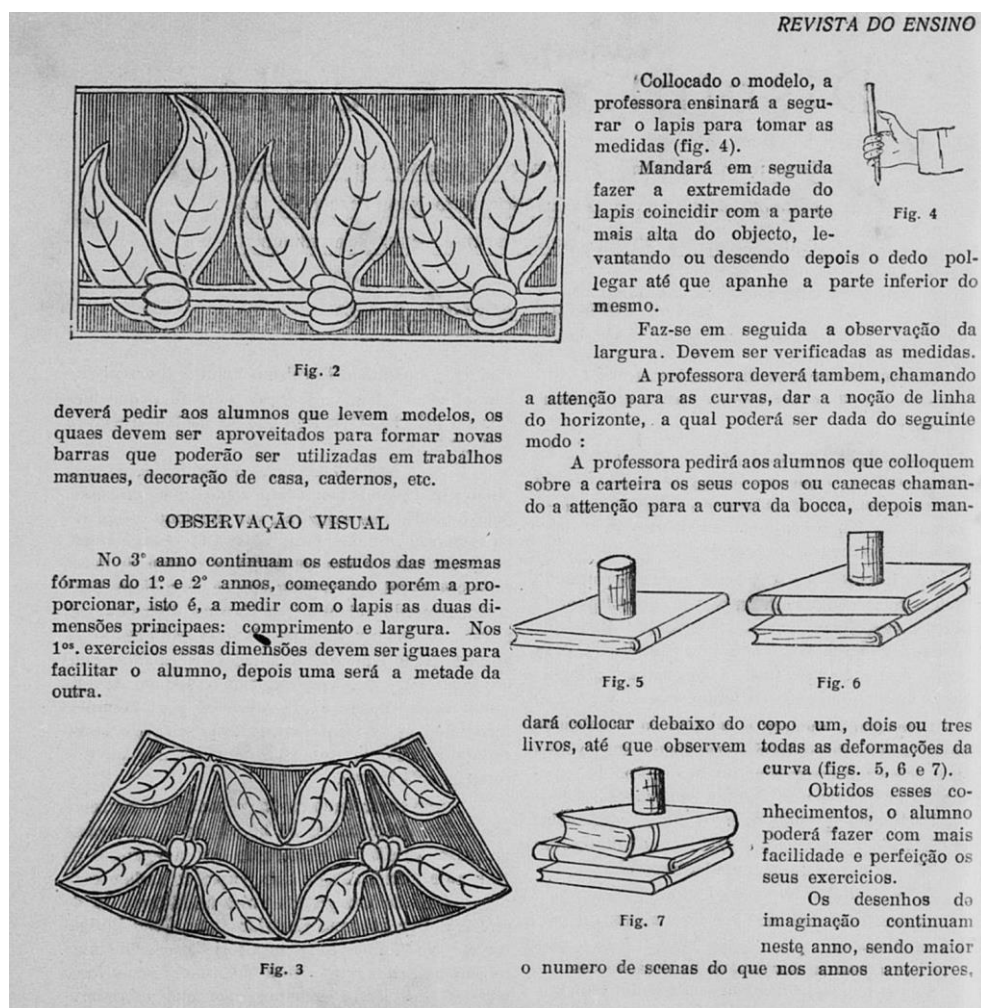 REVISTA DO ENSINO
Fig. 2
deverá pedir aos alumnos que levem modelos, os
quaes devem ser aproveitados para formar novas
barras que poderão ser utilizadas em trabalhos
manuaes, decoração de casa, cadernos, etc.
OBSERVAÇÃO VISUAL
No 3º anno continuam os estudos das mesmas
fórmas do 1º e 2º annos, começando porém a pro-
porcionar, isto é, a medir com o lapis as duas di-
mensões principaes: comprimento e largura. Nos
1ºˢ. exercicios essas dimensões devem ser iguaes para
facilitar o alumno, depois uma será a metade da
outra.
Fig. 3
Collocado o modelo, a
professora ensinará a segu-
rar o lapis para tomar as
medidas (fig. 4).
Mandará em seguida
fazer a extremidade do
lapis coincidir com a parte
mais alta do objecto, le-
Fig. 4
vantando ou descendo depois o dedo pol-
legar até que apanhe a parte inferior do
mesmo.
Faz-se em seguida a observação da
largura. Devem ser verificadas as medidas.
A professora deverá tambem, chamando
a attenção para as curvas, dar a noção de linha
do horizonte, a qual poderá ser dada do seguinte
modo :
A professora pedirá aos alumnos que colloquem
sobre a carteira os seus copos ou canecas chaman-
do a attenção para a curva da bocca, depois man-
Fig. 5
Fig. 6
dará collocar debaixo do copo um, dois ou tres
livros, até que observem todas as deformações da
curva (figs. 5, 6 e 7).
Obtidos esses co-
nhecimentos, o alumno
poderá fazer com mais
facilidade e perfeição os
seus exercicios.
Fig. 7
Os desenhos de
imaginação continuam
neste anno, sendo maior
o numero de scenas do que nos annos anteriores,